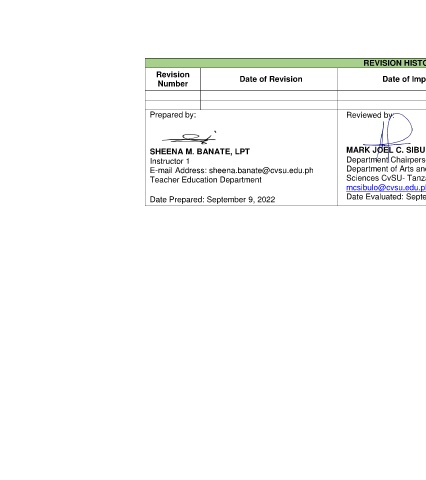 REVISION HISTO
Revision
Number
Date of Revision
Date of Imp
Prepared by:
SHEENA M. BANATE, LPT
Instructor 1
E-mail Address: sheena.banate@cvsu.edu.ph
Teacher Education Department
Date Prepared: September 9, 2022
Reviewed by:
MARK JOEL C. SIBU
Department Chairpers
Department of Arts and
Sciences CvSU- Tanza
mcsibulo@cvsu.edu.p
Date Evaluated: Septe